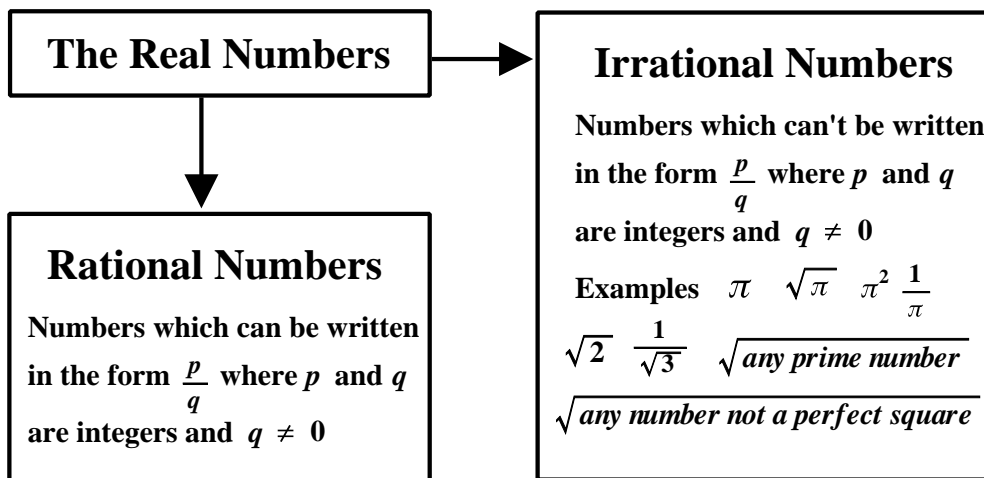 The Real Numbers
Rational Numbers
Numbers which can be written
in the form p/q where p and q
are integers and q ≠ 0
Irrational Numbers
Numbers which can't be written
in the form p/q where p and q
are integers and q ≠ 0
Examples π √π π² 1/π
√2 1/√3 √any prime number
√any number not a perfect square